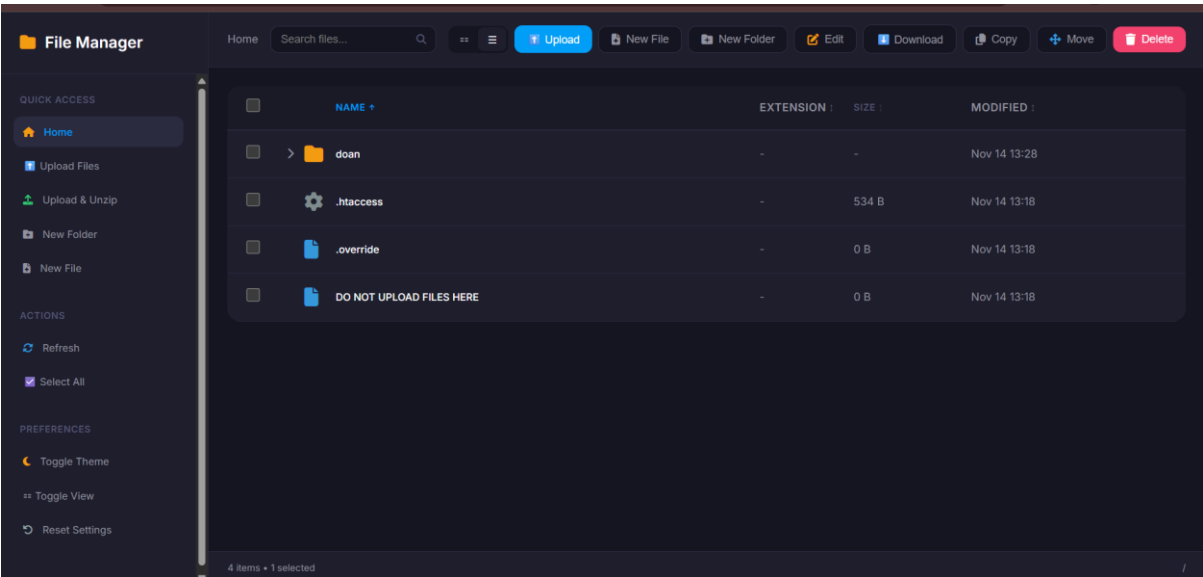 File Manager
Home
Search files...
Upload
New File
New Folder
Edit
Download
Copy
Move
Delete
QUICK ACCESS
Home
Upload Files
Upload & Unzip
New Folder
New File
ACTIONS
Refresh
Select All
PREFERENCES
Toggle Theme
Toggle View
Reset Settings
NAME ↑ EXTENSION SIZE MODIFIED
doan - - Nov 14 13:28
.htaccess - 534 B Nov 14 13:18
.override - 0 B Nov 14 13:18
DO NOT UPLOAD FILES HERE - 0 B Nov 14 13:18
4 items • 1 selected /